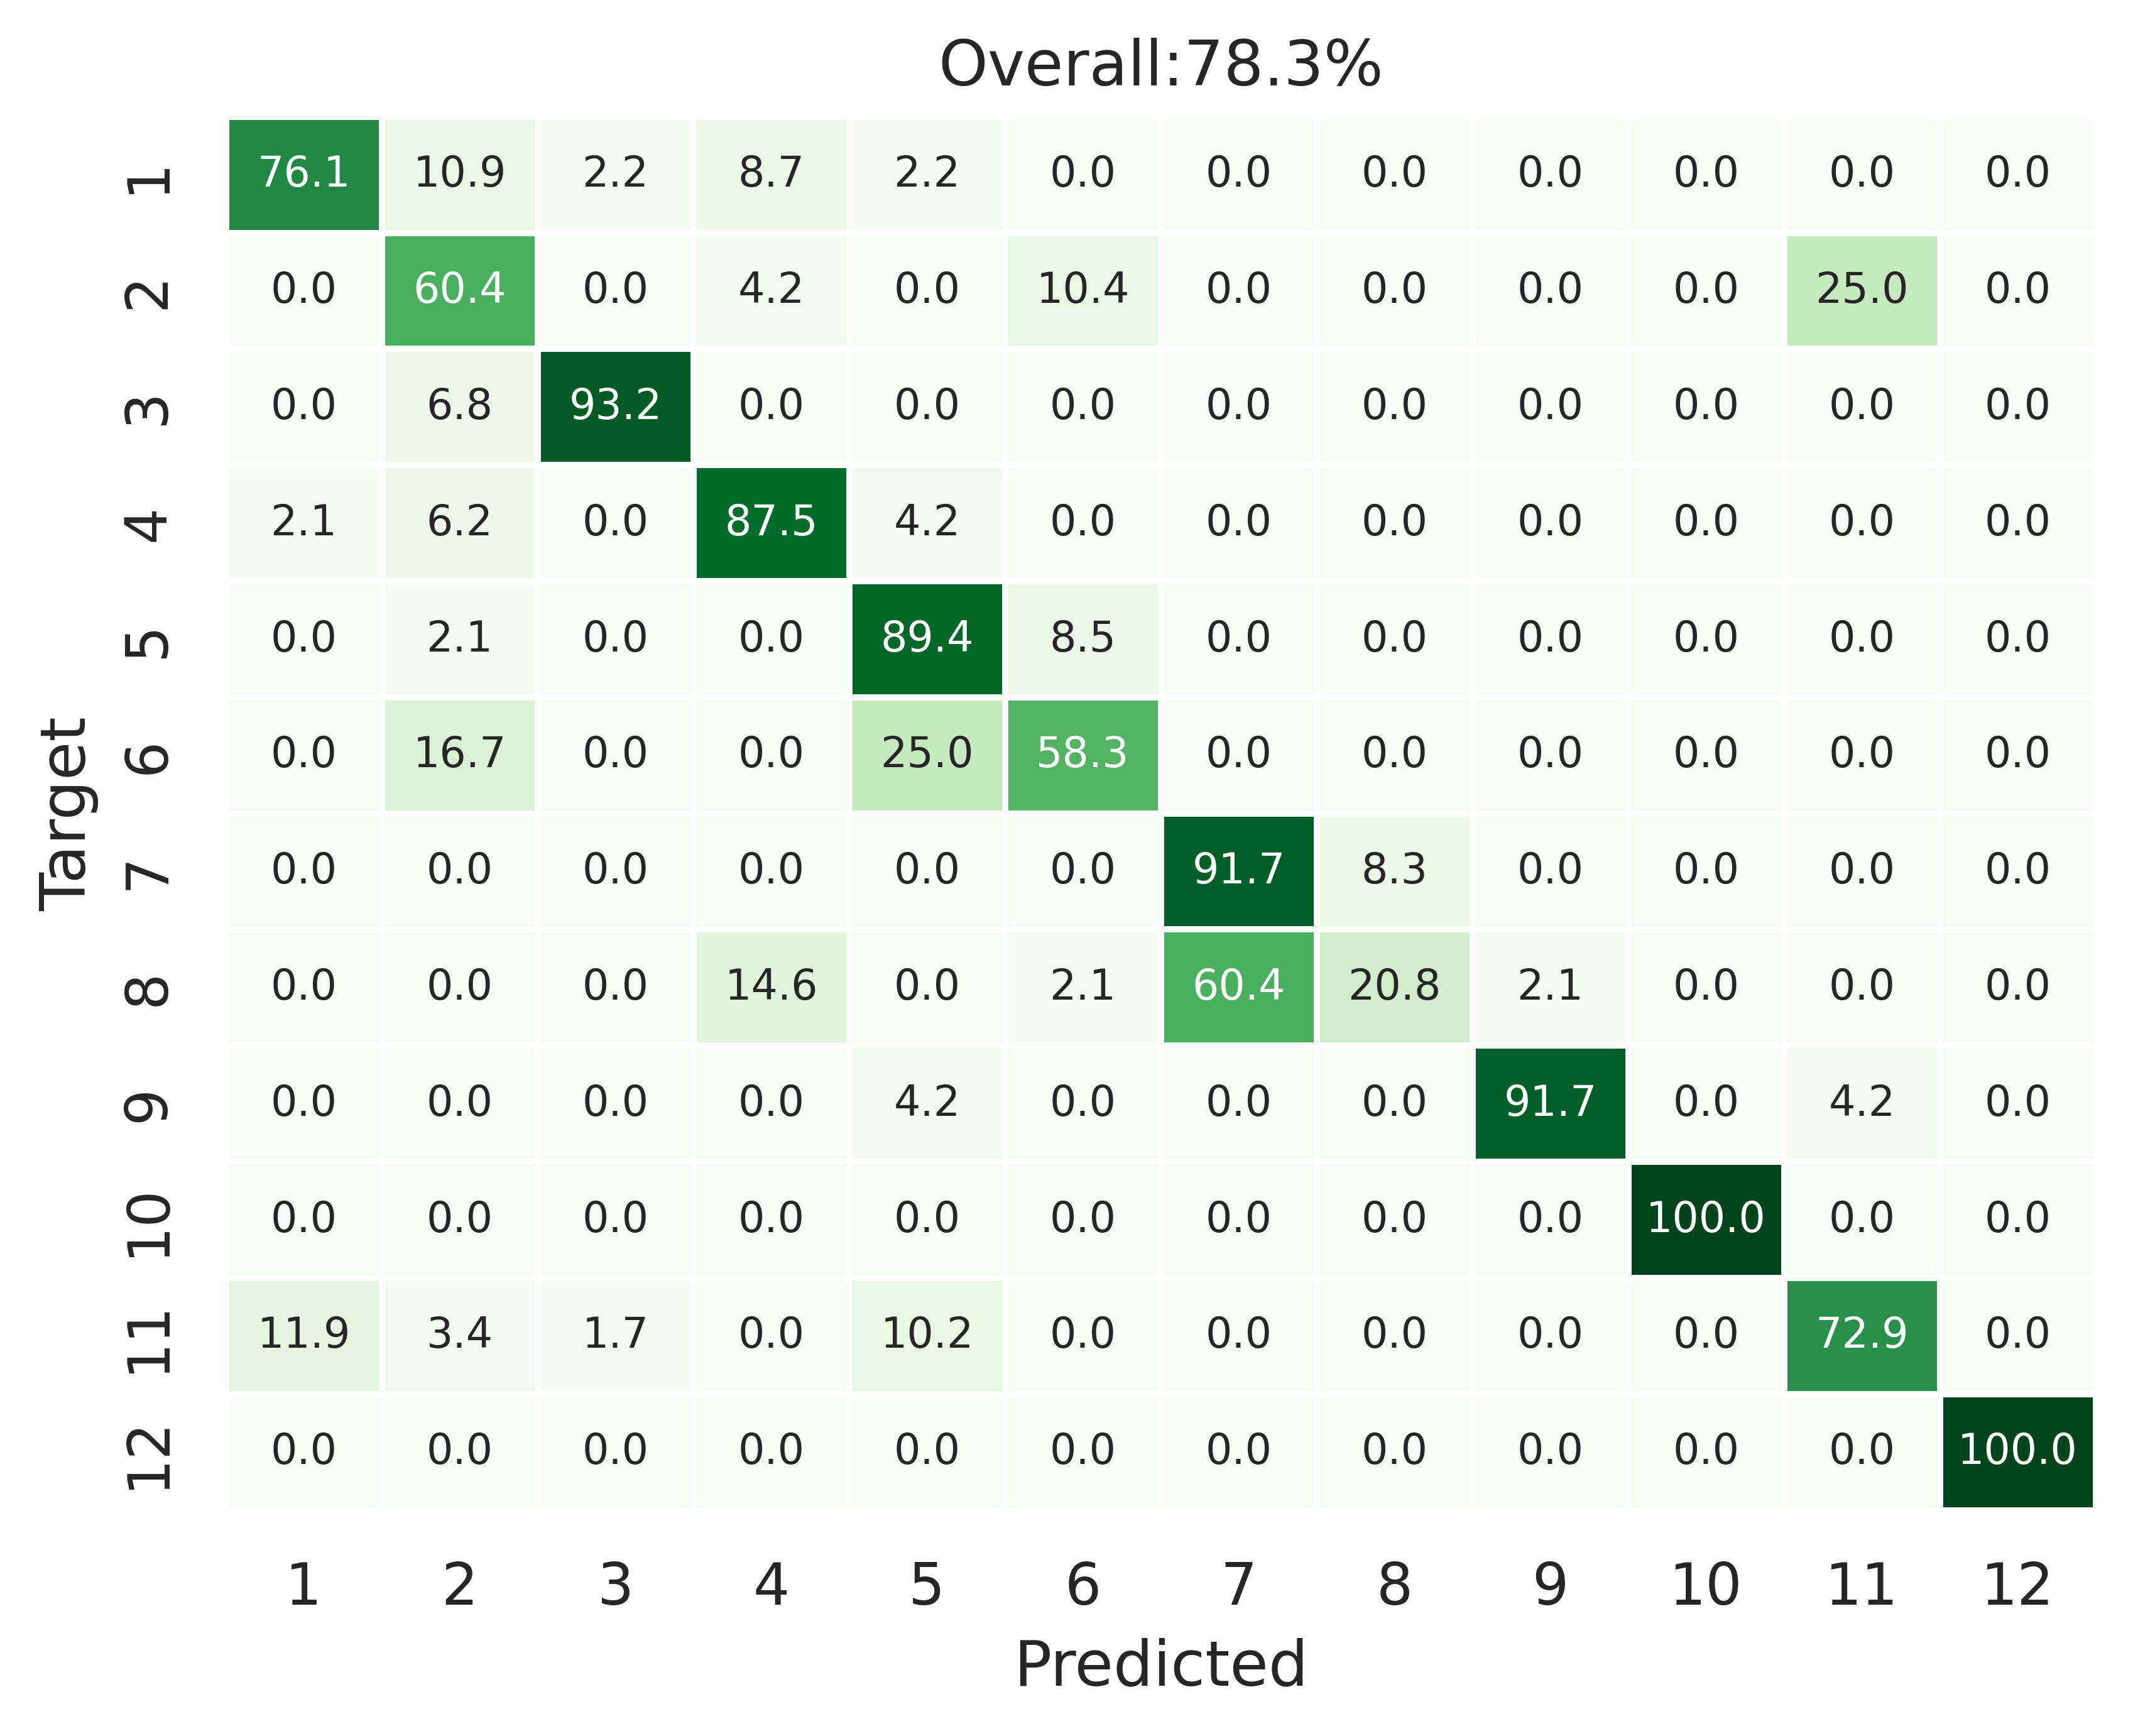 Overall:78.3%
1 76.1 10.9 2.2 8.7 2.2 0.0 0.0 0.0 0.0 0.0 0.0 0.0
2 0.0 60.4 0.0 4.2 0.0 10.4 0.0 0.0 0.0 0.0 25.0 0.0
3 0.0 6.8 93.2 0.0 0.0 0.0 0.0 0.0 0.0 0.0 0.0 0.0
4 2.1 6.2 0.0 87.5 4.2 0.0 0.0 0.0 0.0 0.0 0.0 0.0
5 0.0 2.1 0.0 0.0 89.4 8.5 0.0 0.0 0.0 0.0 0.0 0.0
6 0.0 16.7 0.0 0.0 25.0 58.3 0.0 0.0 0.0 0.0 0.0 0.0
7 0.0 0.0 0.0 0.0 0.0 0.0 91.7 8.3 0.0 0.0 0.0 0.0
8 0.0 0.0 0.0 14.6 0.0 2.1 60.4 20.8 2.1 0.0 0.0 0.0
9 0.0 0.0 0.0 0.0 4.2 0.0 0.0 0.0 91.7 0.0 4.2 0.0
10 0.0 0.0 0.0 0.0 0.0 0.0 0.0 0.0 0.0 100.0 0.0 0.0
11 11.9 3.4 1.7 0.0 10.2 0.0 0.0 0.0 0.0 0.0 72.9 0.0
12 0.0 0.0 0.0 0.0 0.0 0.0 0.0 0.0 0.0 0.0 0.0 100.0
Target
1 2 3 4 5 6 7 8 9 10 11 12
Predicted